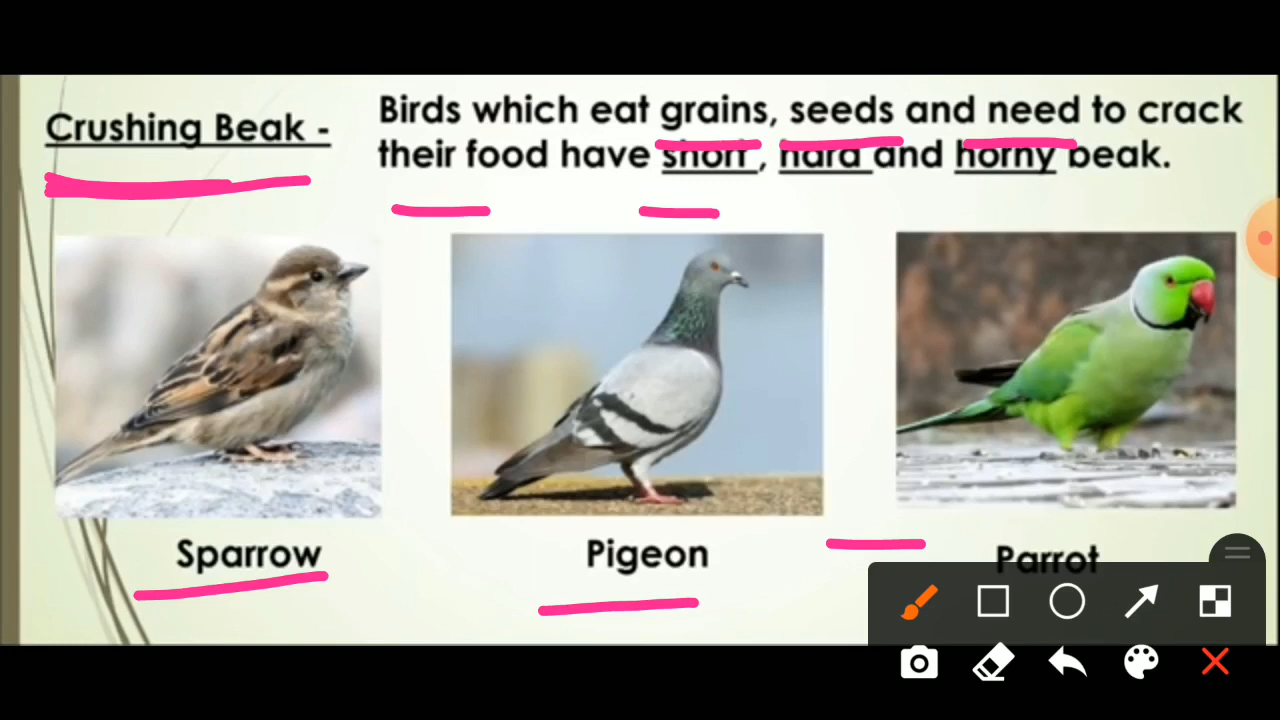 Crushing Beak -
Birds which eat grains, seeds and need to crack
their food have short , hard and horny beak.
Sparrow
Pigeon
Parrot